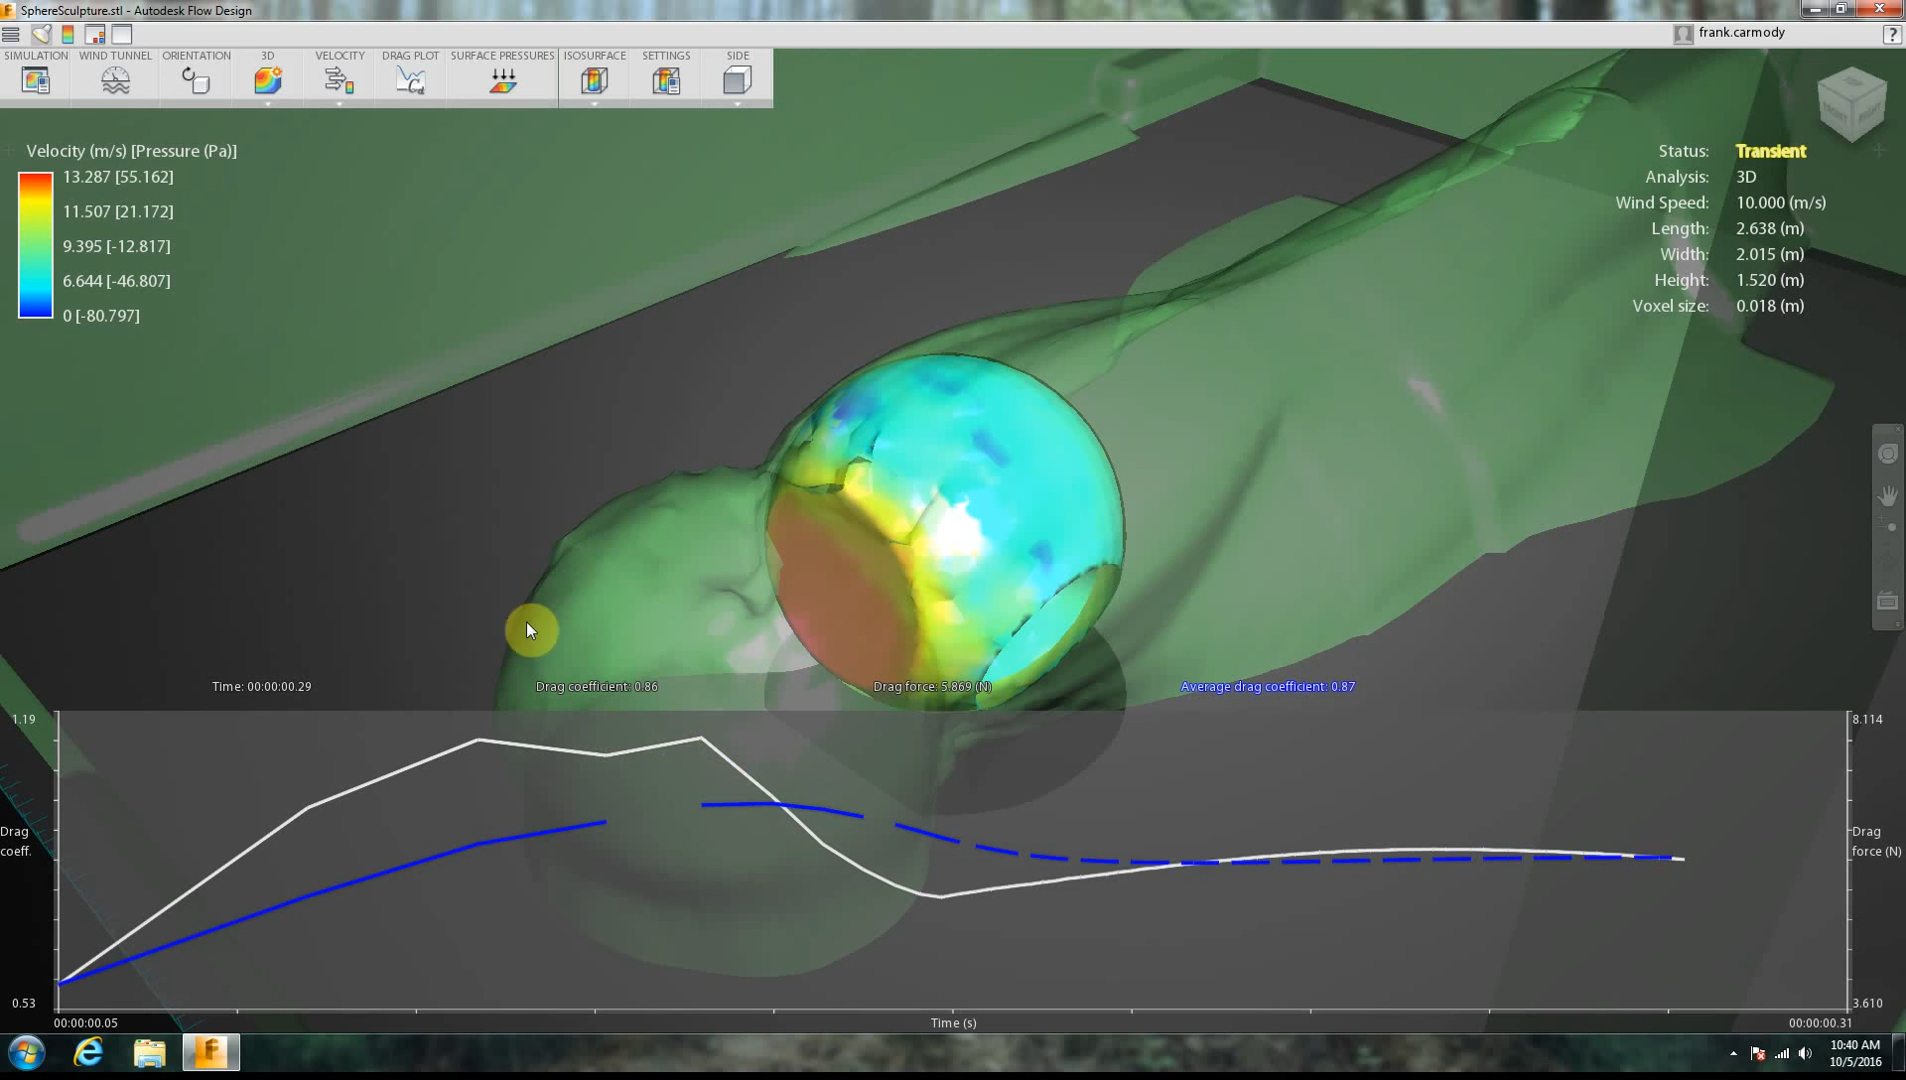 SphereSculpture.stl - Autodesk Flow Design
frank.carmody
?
SIMULATION WIND TUNNEL ORIENTATION 3D VELOCITY DRAG PLOT SURFACE PRESSURES ISOSURFACE SETTINGS SIDE
Velocity (m/s) [Pressure (Pa)]
13.287 [55.162]
11.507 [21.172]
9.395 [-12.817]
6.644 [-46.807]
0 [-80.797]
FRONT RIGHT
Status: Transient
Analysis: 3D
Wind Speed: 10.000 (m/s)
Length: 2.638 (m)
Width: 2.015 (m)
Height: 1.520 (m)
Voxel size: 0.018 (m)
Time: 00:00:00.29 Drag coefficient: 0.86 Drag force: 5.869 (N) Average drag coefficient: 0.87
1.19
8.114
Drag
coeff.
Drag
force (N)
0.53
3.610
00:00:00.05 Time (s) 00:00:00.31
10:40 AM
10/5/2016